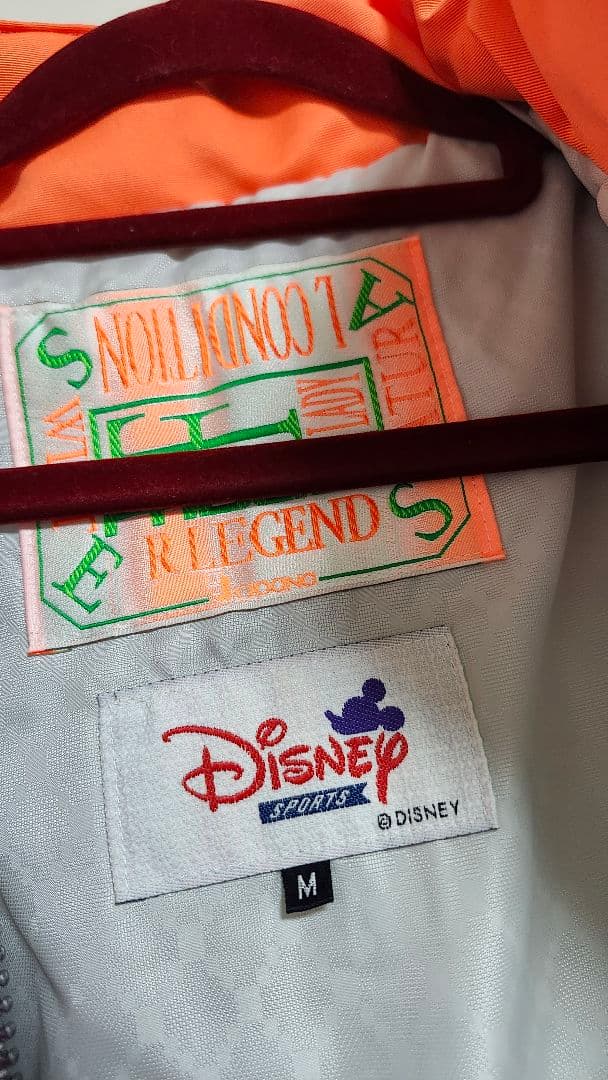 S
L CONDITION
A
LADY
R LEGEND
S
E
DISNEY
SPORTS
© DISNEY
M